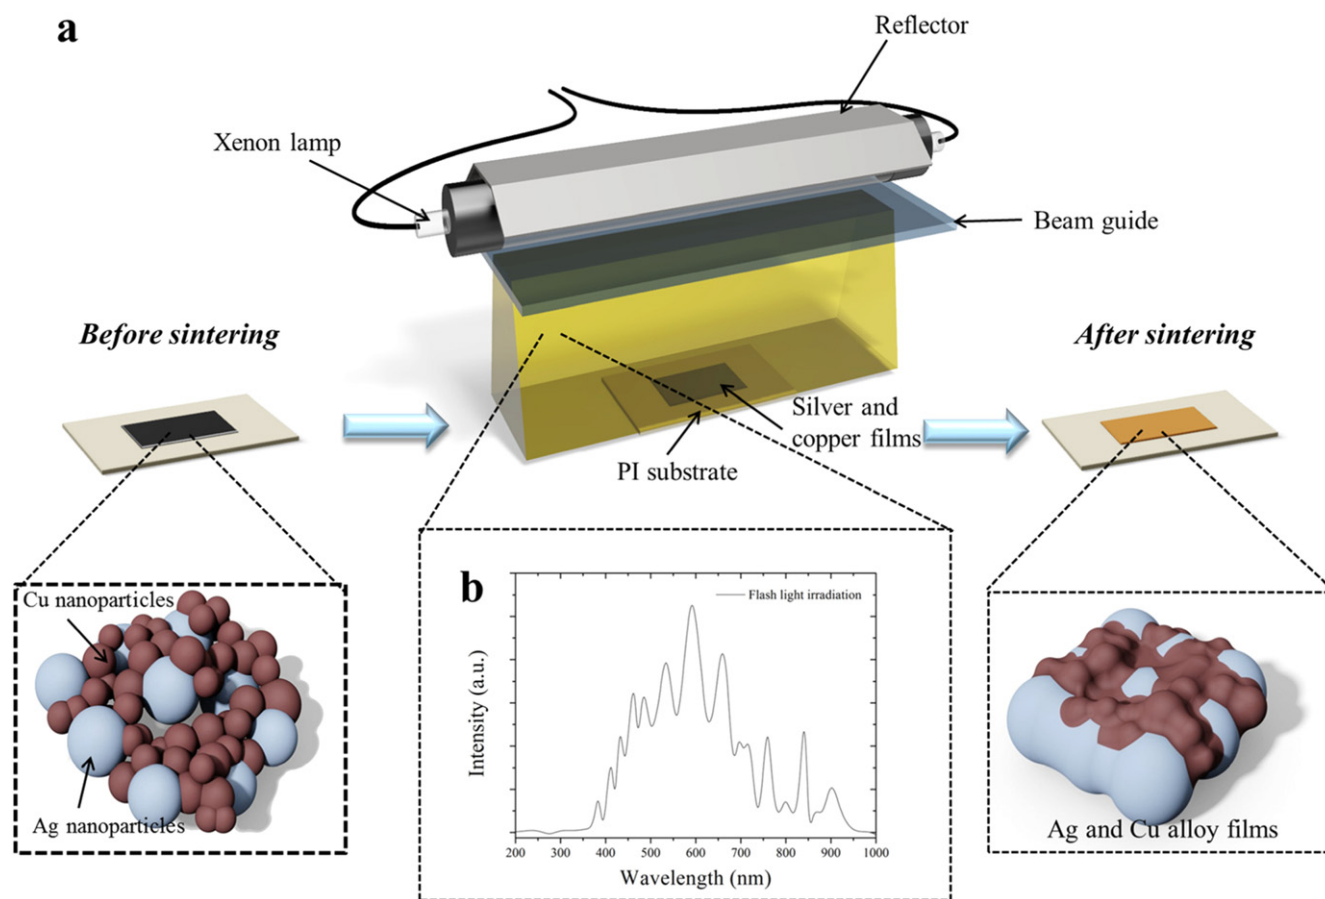 a
Reflector
Xenon lamp
Beam guide
Before sintering
After sintering
Silver and
copper films
PI substrate
Cu nanoparticles
Ag nanoparticles
b
Flash light irradiation
Intensity (a.u.)
200 300 400 500 600 700 800 900 1000
Wavelength (nm)
Ag and Cu alloy films